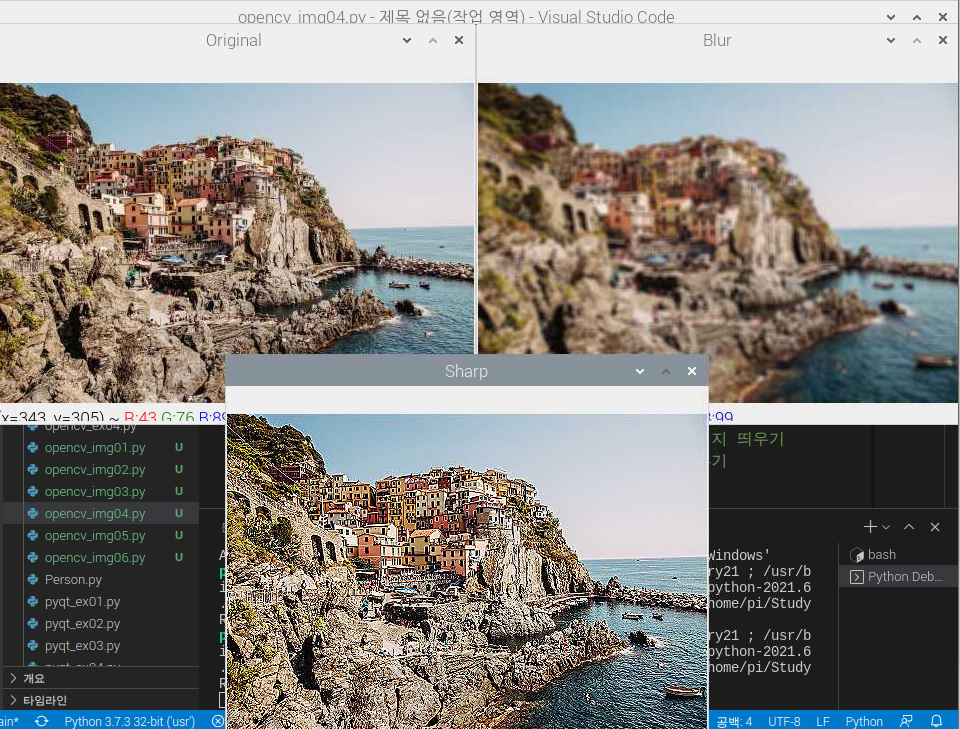 opencv_img04.py - 제목 없음(작업 영역) - Visual Studio Code
Original
Blur
Sharp
(x=343, y=305) ~ R:43 G:76 B:89
:99
opencv_ex04.py
opencv_img01.py U
opencv_img02.py U
opencv_img03.py U
opencv_img04.py U
opencv_img05.py U
opencv_img06.py U
Person.py
pyqt_ex01.py
pyqt_ex02.py
pyqt_ex03.py
pyqt_ex04.py
개요
타임라인
지 띄우기
기
Windows'
ry21 ; /usr/b
python-2021.6
home/pi/Study
ry21 ; /usr/b
python-2021.6
home/pi/Study
bash
Python Deb...
ain* Python 3.7.3 32-bit ('usr')
공백: 4 UTF-8 LF Python